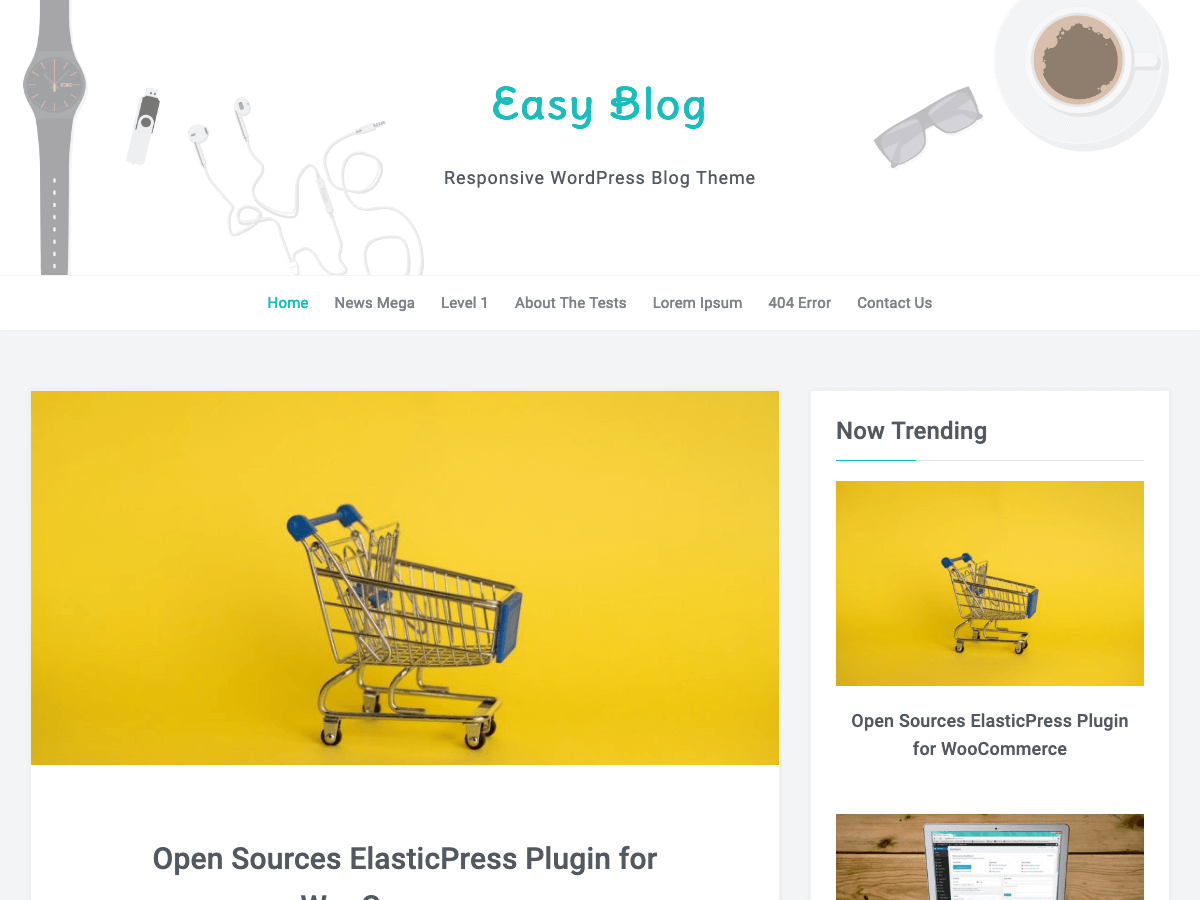 Easy Blog
Responsive WordPress Blog Theme
Home News Mega Level 1 About The Tests Lorem Ipsum 404 Error Contact Us
Now Trending
Open Sources ElasticPress Plugin
for WooCommerce
Open Sources ElasticPress Plugin for